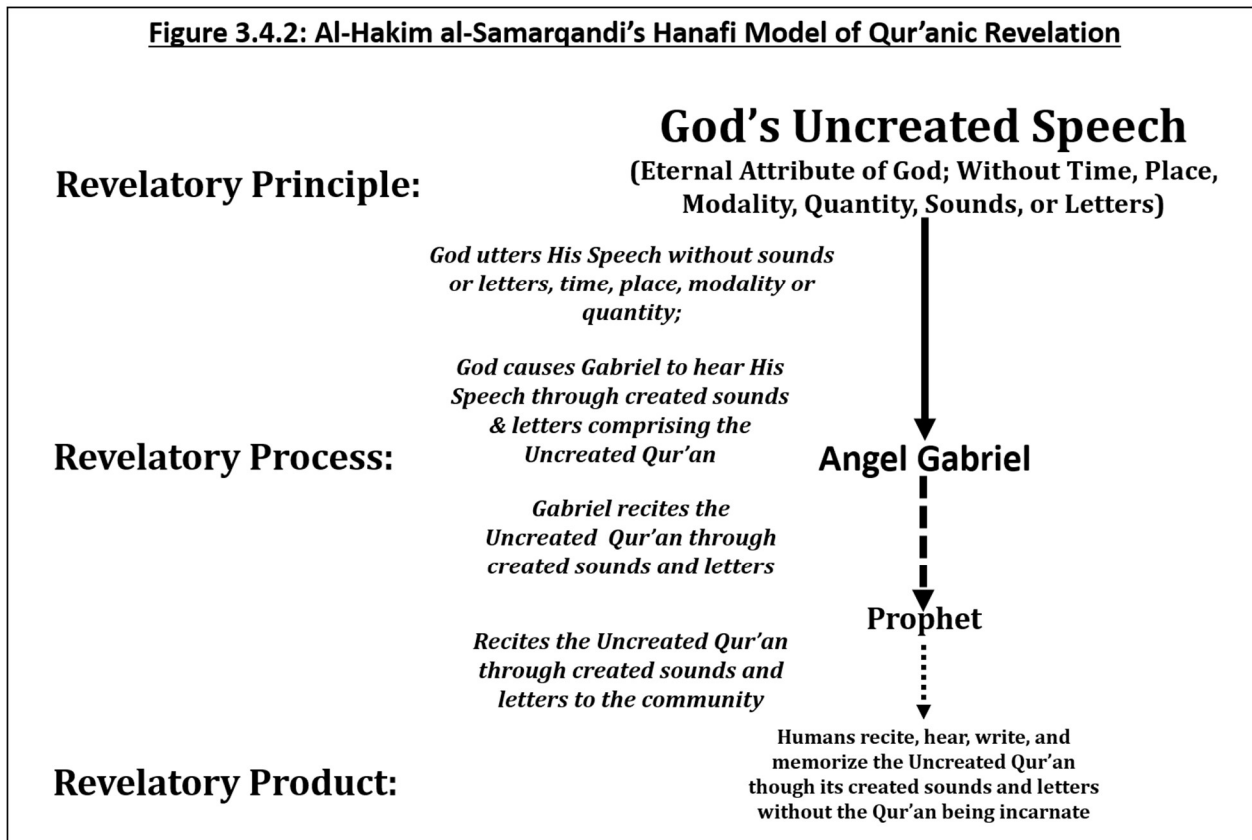 Figure 3.4.2: Al-Hakim al-Samarqandi's Hanafi Model of Qur'anic Revelation
God's Uncreated Speech
(Eternal Attribute of God; Without Time, Place,
Modality, Quantity, Sounds, or Letters)
Revelatory Principle:
God utters His Speech without sounds
or letters, time, place, modality or
quantity;
God causes Gabriel to hear His
Speech through created sounds
& letters comprising the
Uncreated Qur'an
Revelatory Process:
Angel Gabriel
Gabriel recites the
Uncreated Qur'an through
created sounds and letters
Prophet
Recites the Uncreated Qur'an
through created sounds and
letters to the community
Revelatory Product:
Humans recite, hear, write, and
memorize the Uncreated Qur'an
though its created sounds and letters
without the Qur'an being incarnate